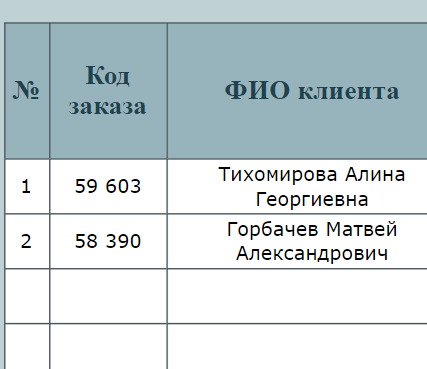 №
Код
заказа
ФИО клиента
1
59 603
Тихомирова Алина
Георгиевна
2
58 390
Горбачев Матвей
Александрович